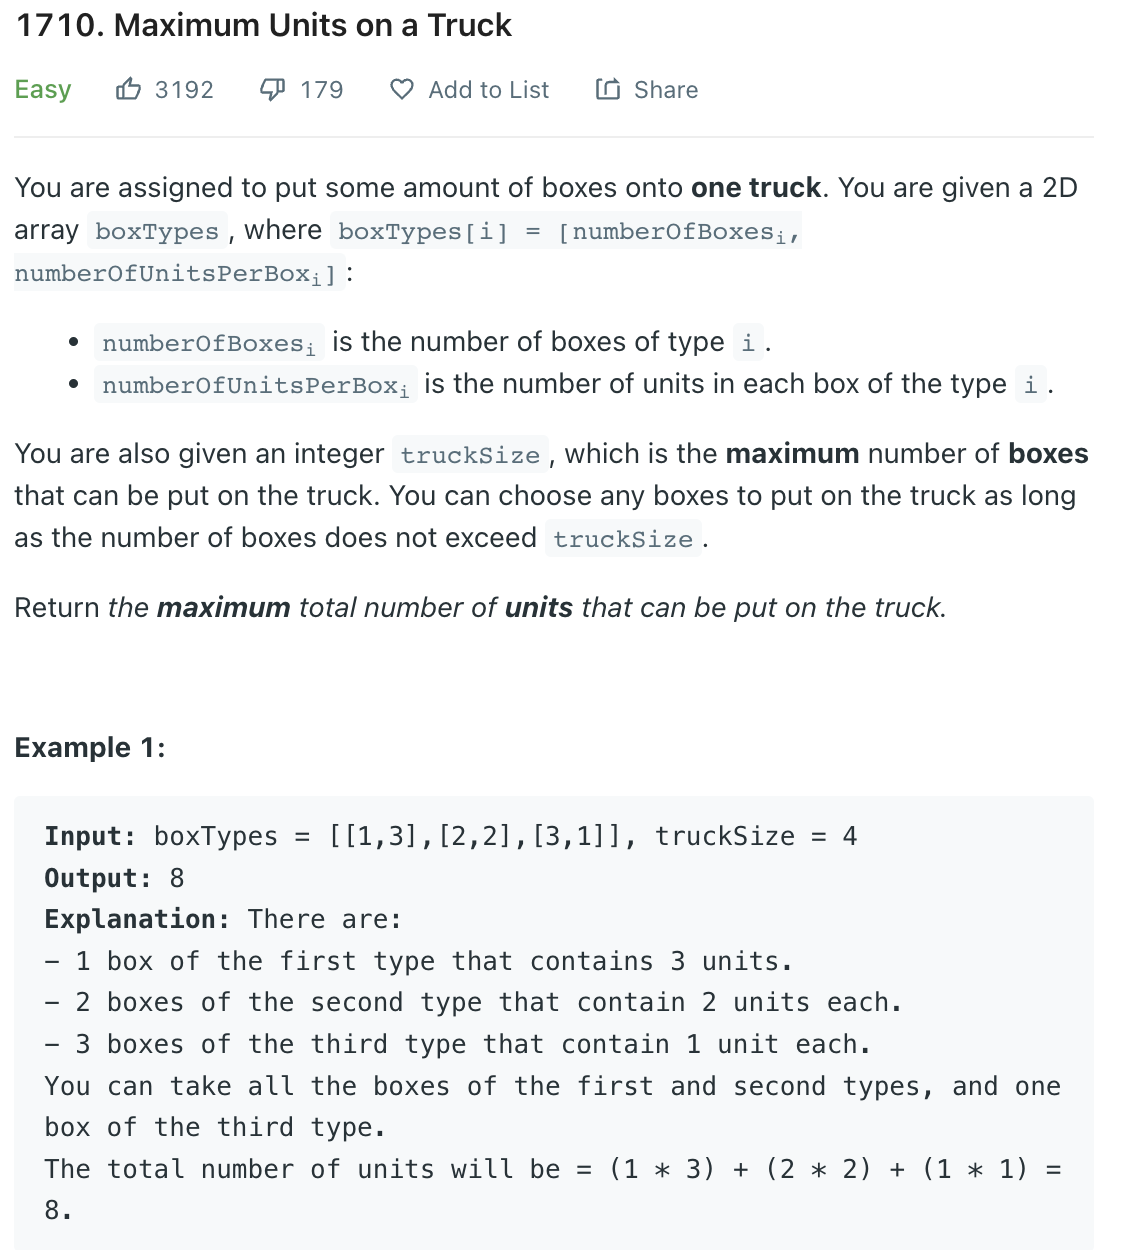 1710. Maximum Units on a Truck
Easy 3192 179 Add to List Share
You are assigned to put some amount of boxes onto one truck. You are given a 2D
array boxTypes, where boxTypes[i] = [numberOfBoxesi,
numberOfUnitsPerBoxi]:
• numberOfBoxesi is the number of boxes of type i.
• numberOfUnitsPerBoxi is the number of units in each box of the type i.
You are also given an integer truckSize, which is the maximum number of boxes
that can be put on the truck. You can choose any boxes to put on the truck as long
as the number of boxes does not exceed truckSize.
Return the maximum total number of units that can be put on the truck.
Example 1:
Input: boxTypes = [[1,3],[2,2],[3,1]], truckSize = 4
Output: 8
Explanation: There are:
- 1 box of the first type that contains 3 units.
- 2 boxes of the second type that contain 2 units each.
- 3 boxes of the third type that contain 1 unit each.
You can take all the boxes of the first and second types, and one
box of the third type.
The total number of units will be = (1 * 3) + (2 * 2) + (1 * 1) =
8.